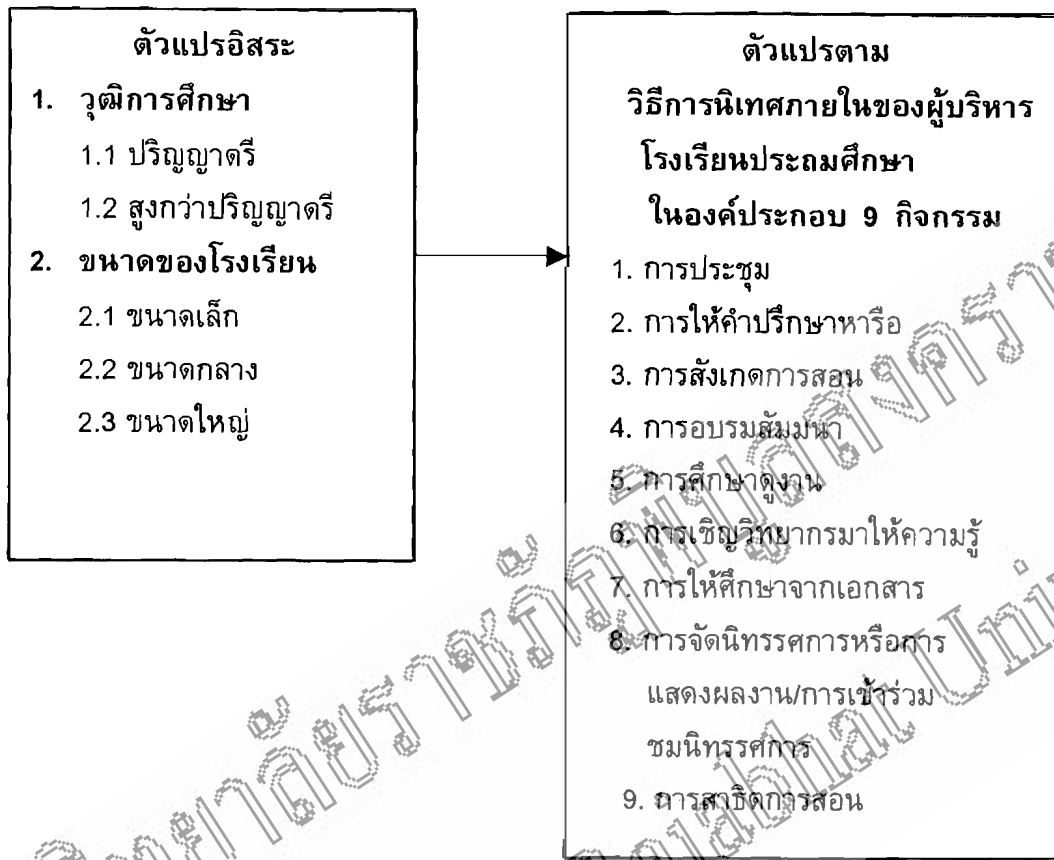 ตัวแปรอิสระ
1. วุฒิการศึกษา
1.1 ปริญญาตรี
1.2 สูงกว่าปริญญาตรี
2. ขนาดของโรงเรียน
2.1 ขนาดเล็ก
2.2 ขนาดกลาง
2.3 ขนาดใหญ่
ตัวแปรตาม
วิธีการนิเทศภายในของผู้บริหาร
โรงเรียนประถมศึกษา
ในองค์ประกอบ 9 กิจกรรม
1. การประชุม
2. การให้คำปรึกษาหารือ
3. การสังเกตการสอน
4. การอบรมสัมมนา
5. การศึกษาดูงาน
6. การเชิญวิทยากรมาให้ความรู้
7. การให้ศึกษาจากเอกสาร
8. การจัดนิทรรศการหรือการ
แสดงผลงาน/การเข้าร่วม
ชมนิทรรศการ
9. การสาธิตการสอน